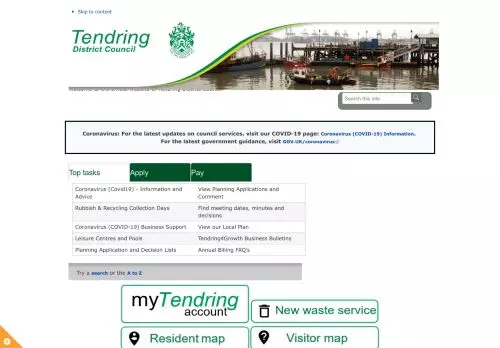 Skip to content
Tendring
District Council
Search this site
Coronavirus: For the latest updates on council services, visit our COVID-19 page: Coronavirus (COVID-19) Information.
For the latest government guidance, visit GOV.UK/coronavirus
Top tasks
Apply
Pay
Coronavirus (Covid19) - Information and Advice
View Planning Applications and Comment
Rubbish & Recycling Collection Days
Find meeting dates, minutes and decisions
Coronavirus (COVID-19) Business Support
View our Local Plan
Leisure Centres and Pools
Tendring4Growth Business Bulletins
Planning Application and Decision Lists
Annual Billing FAQ's
Try a search or the A to Z
myTendring
account
New waste service
Resident map
Visitor map